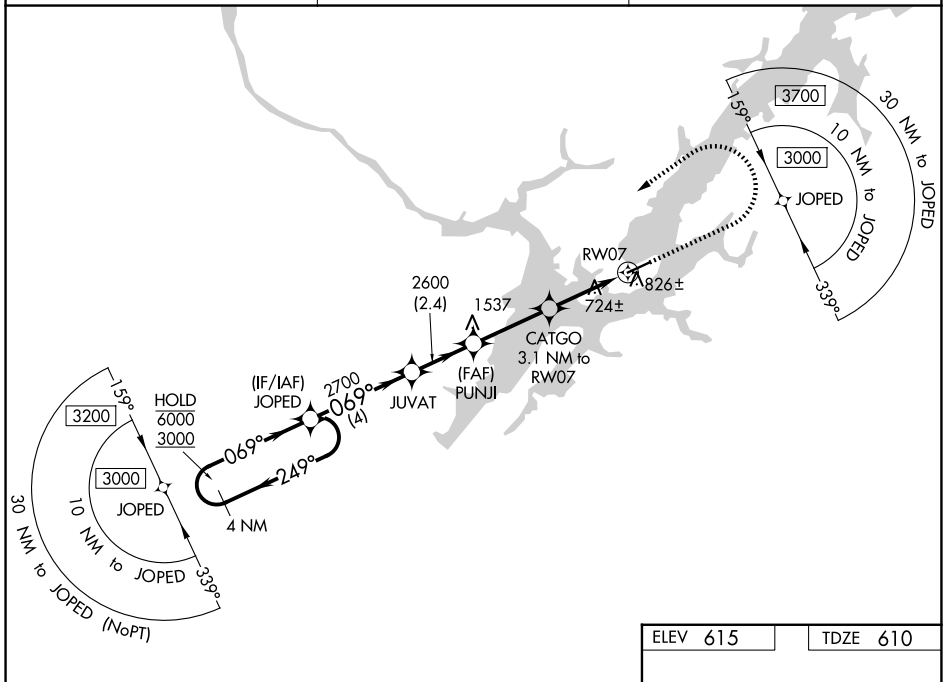 159°
3700
30 NM to JOPED
3000
10 NM to JOPED
JOPED
339°
RW07
826±
724±
2600
(2.4)
1537
CATGO
3.1 NM to
RW07
(FAF)
PUNJI
(IF/IAF)
JOPED
2700
069°
(4)
JUVAT
159°
HOLD
6000
3000
3200
069°
249°
3000
JOPED
4 NM
10 NM to JOPED
339°
30 NM to JOPED (NoPT)
ELEV 615
TDZE 610